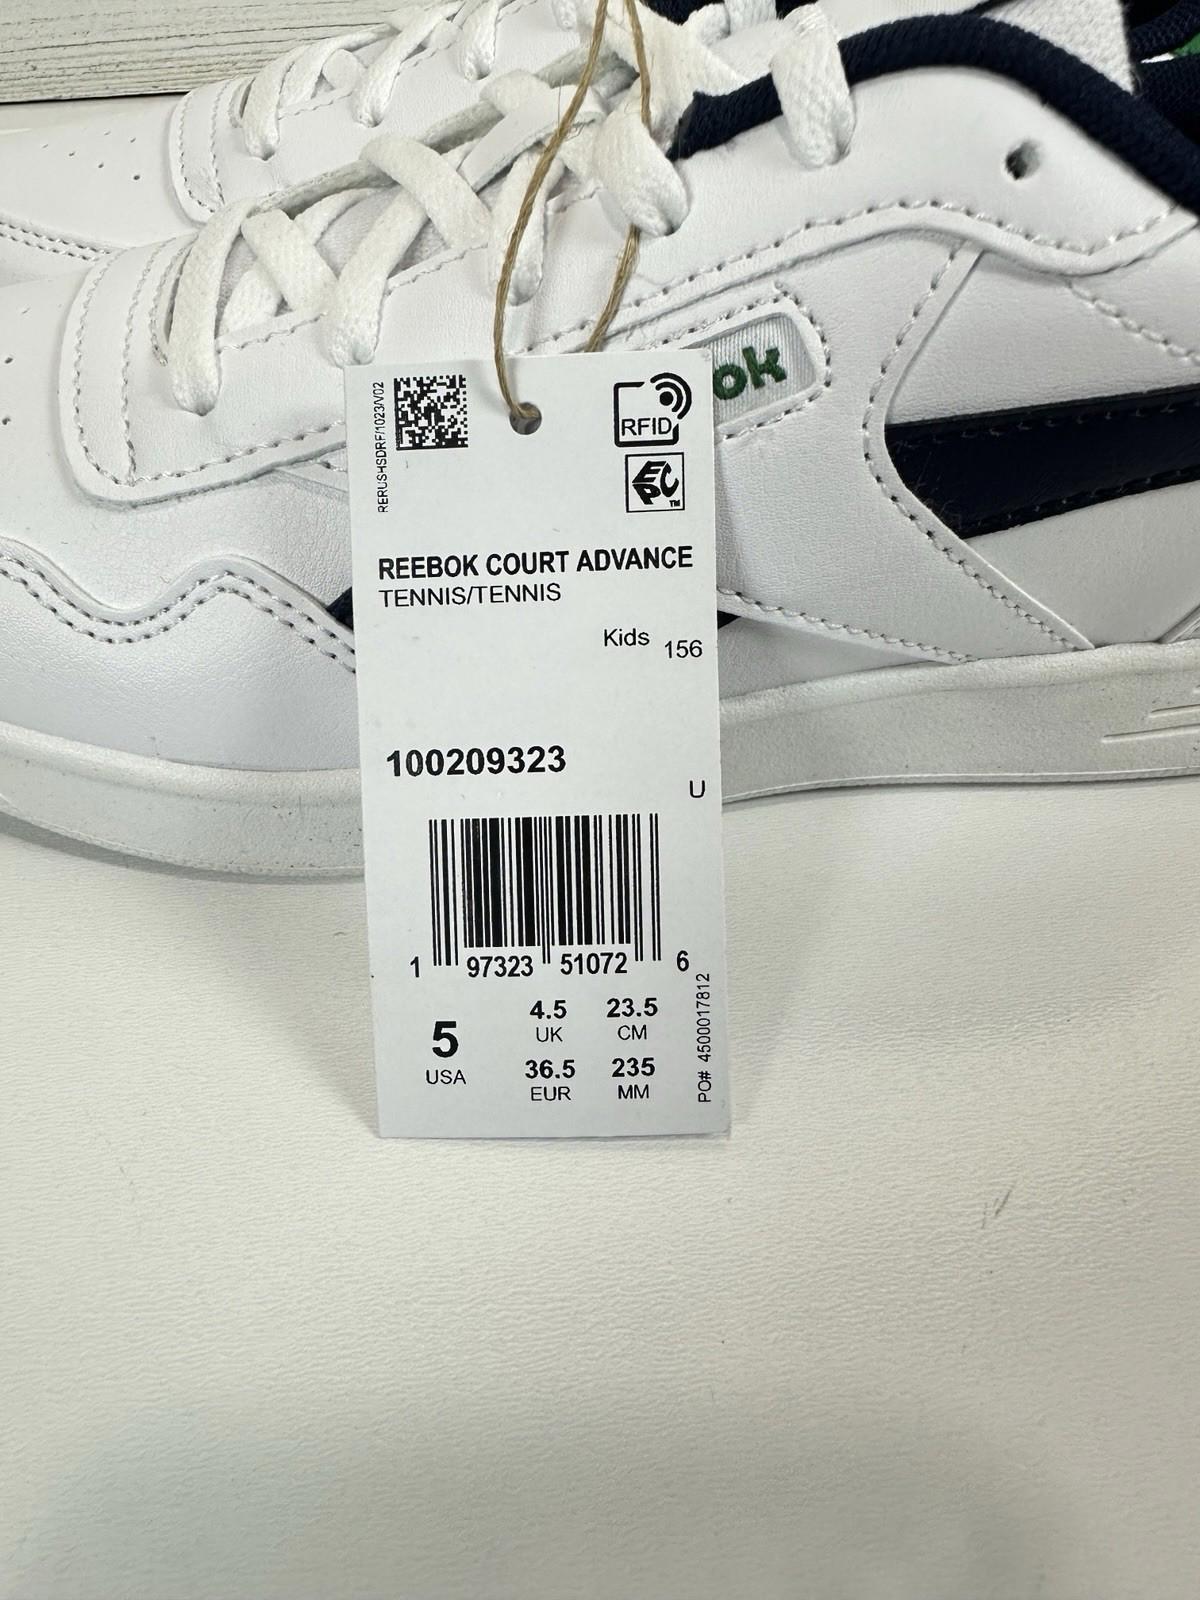 ok
RERUSHSDRF/1023/V02
RFID
EPC
TM
REEBOK COURT ADVANCE
TENNIS/TENNIS
Kids 156
100209323
U
1 97323 51072 6
5
USA
4.5 23.5
UK CM
36.5 235
EUR MM
PO# 4500017812